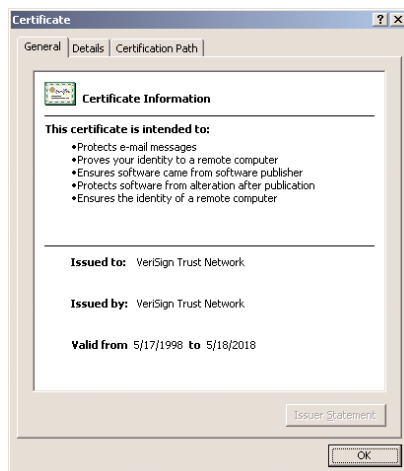 Certificate
General Details Certification Path
Certificate Information
This certificate is intended to:
•Protects e-mail messages
•Proves your identity to a remote computer
•Ensures software came from software publisher
•Protects software from alteration after publication
•Ensures the identity of a remote computer
Issued to: VeriSign Trust Network
Issued by: VeriSign Trust Network
Valid from 5/17/1998 to 5/18/2018
Issuer Statement
OK